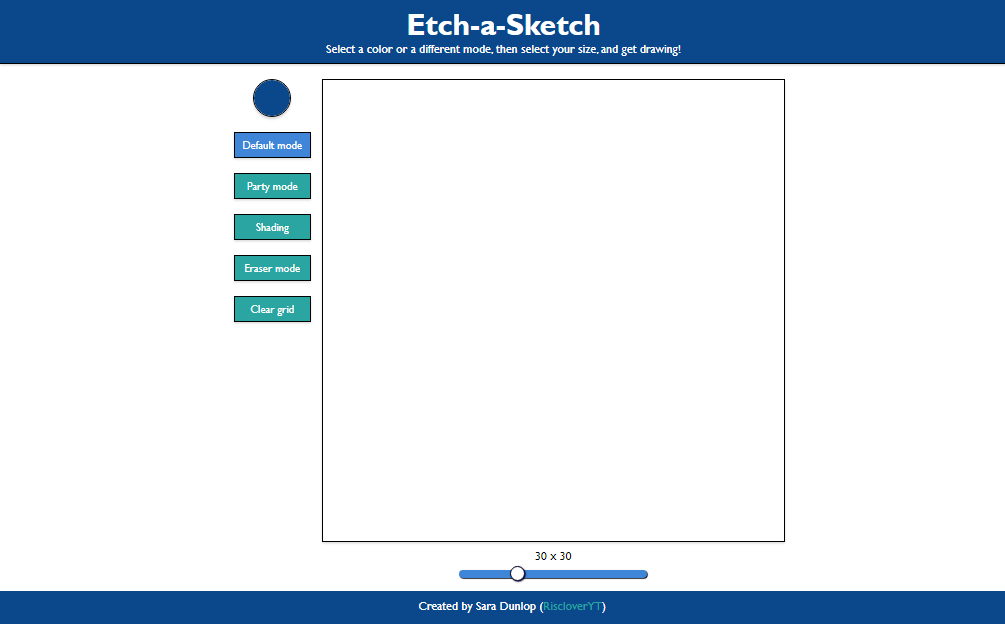 Etch-a-Sketch
Select a color or a different mode, then select your size, and get drawing!
Default mode
Party mode
Shading
Eraser mode
Clear grid
30 x 30
Created by Sara Dunlop (RiscloverYT)